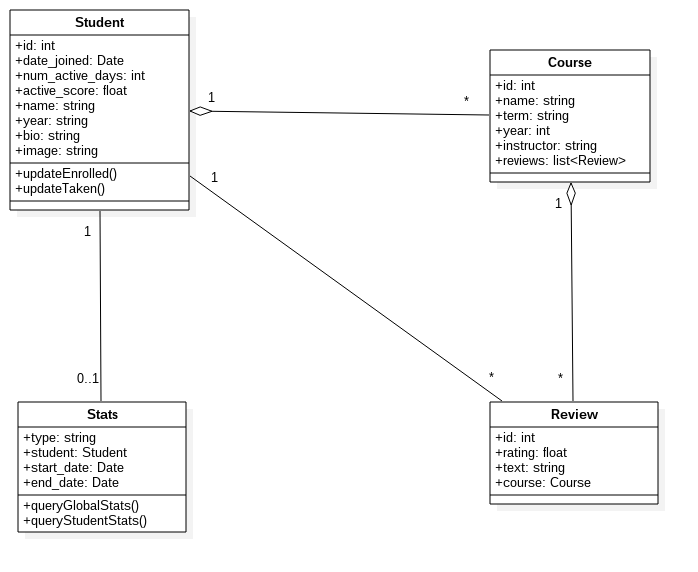 Student
+id: int
+date_joined: Date
+num_active_days: int
+active_score: float
+name: string
+year: string
+bio: string
+image: string
+updateEnrolled()
+updateTaken()
1
*
Course
+id: int
+name: string
+term: string
+year: int
+instructor: string
+reviews: list<Review>
1
1
1
0..1
*
*
Stats
+type: string
+student: Student
+start_date: Date
+end_date: Date
+queryGlobalStats()
+queryStudentStats()
Review
+id: int
+rating: float
+text: string
+course: Course